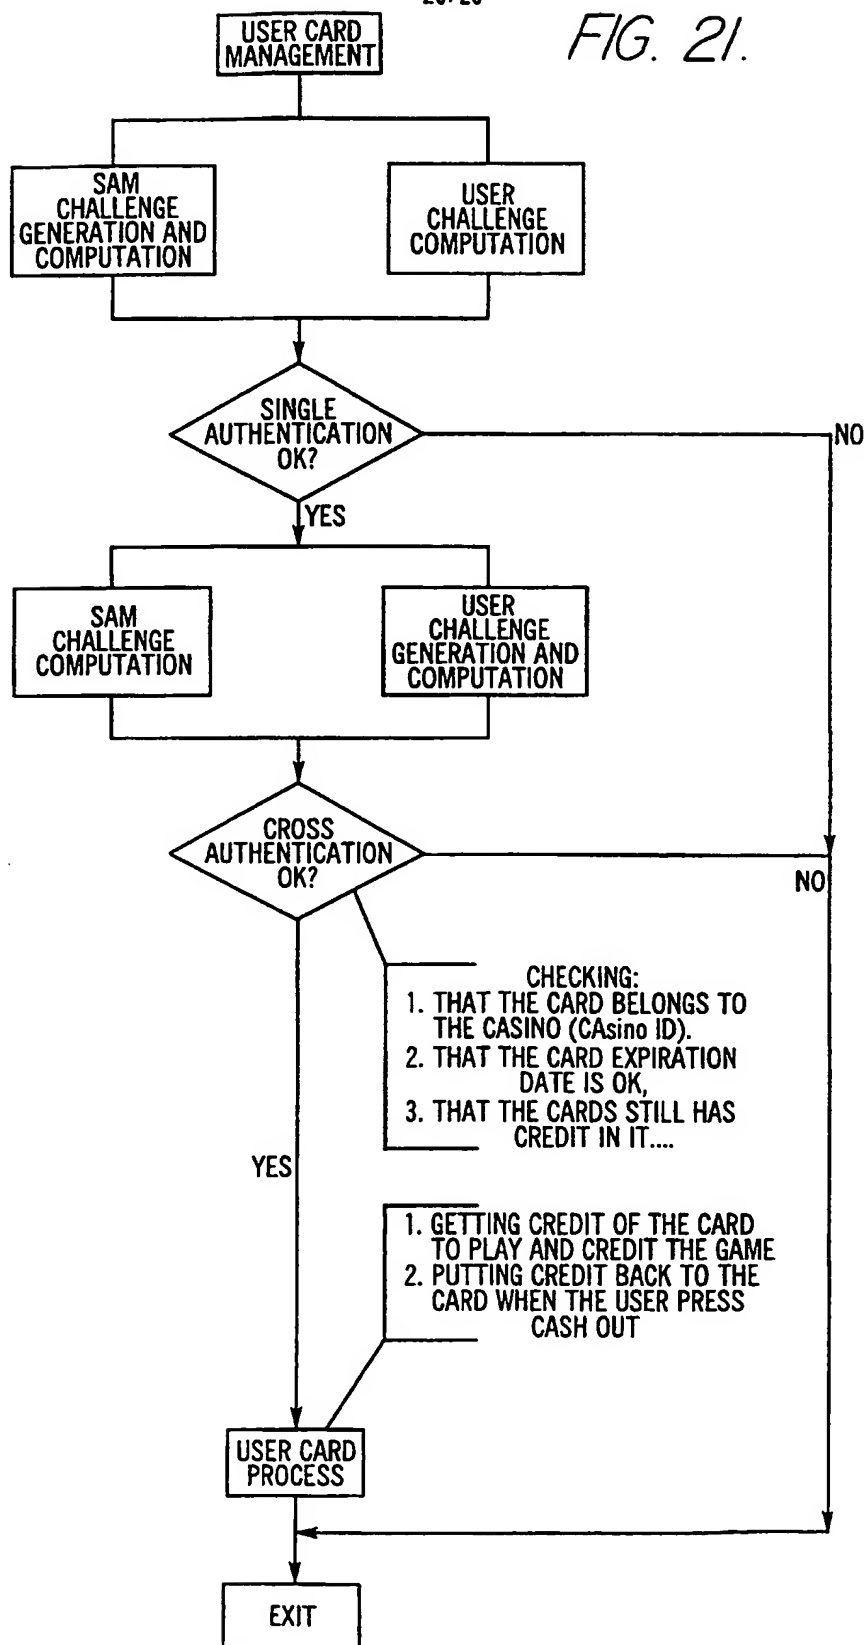 FIG. 21.
USER CARD
MANAGEMENT
SAM
CHALLENGE
GENERATION AND
COMPUTATION
USER
CHALLENGE
COMPUTATION
SINGLE
AUTHENTICATION
OK?
NO
YES
SAM
CHALLENGE
COMPUTATION
USER
CHALLENGE
GENERATION AND
COMPUTATION
CROSS
AUTHENTICATION
OK?
NO
CHECKING:
1. THAT THE CARD BELONGS TO
THE CASINO (CAsino ID).
2. THAT THE CARD EXPIRATION
DATE IS OK,
3. THAT THE CARDS STILL HAS
CREDIT IN IT....
YES
1. GETTING CREDIT OF THE CARD
TO PLAY AND CREDIT THE GAME
2. PUTTING CREDIT BACK TO THE
CARD WHEN THE USER PRESS
CASH OUT
USER CARD
PROCESS
EXIT